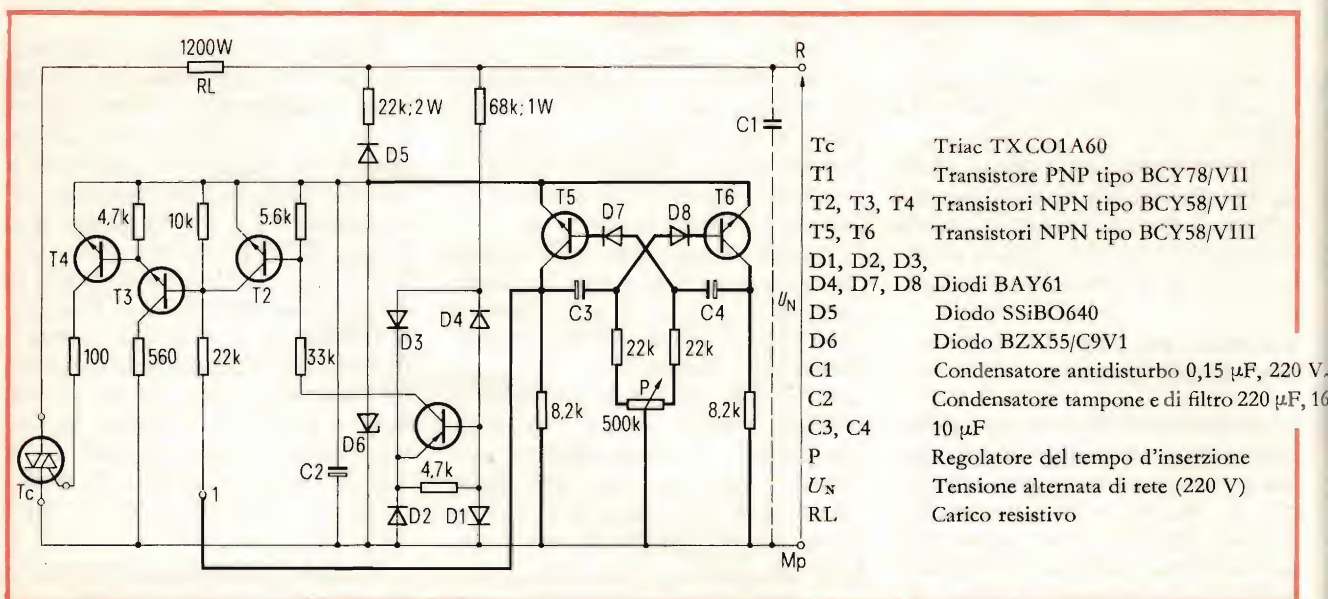 1200W
RL
R
22k; 2W
68k; 1W
C1
D5
T5
T6
D7
D8
4,7k
10k
5,6k
T4
T3
T2
UN
C3
C4
D3
D4
100
560
22k
33k
22k
22k
P
8,2k
500k
8,2k
D6
C2
4,7k
Tc
1
D2
D1
Mp
Tc Triac TXCO1A60
T1 Transistore PNP tipo BCY78/VII
T2, T3, T4 Transistori NPN tipo BCY58/VII
T5, T6 Transistori NPN tipo BCY58/VIII
D1, D2, D3,
D4, D7, D8 Diodi BAY61
D5 Diodo SSiBO640
D6 Diodo BZX55/C9V1
C1 Condensatore antidisturbo 0,15 µF, 220 V
C2 Condensatore tampone e di filtro 220 µF, 16
C3, C4 10 µF
P Regolatore del tempo d'inserzione
UN Tensione alternata di rete (220 V)
RL Carico resistivo